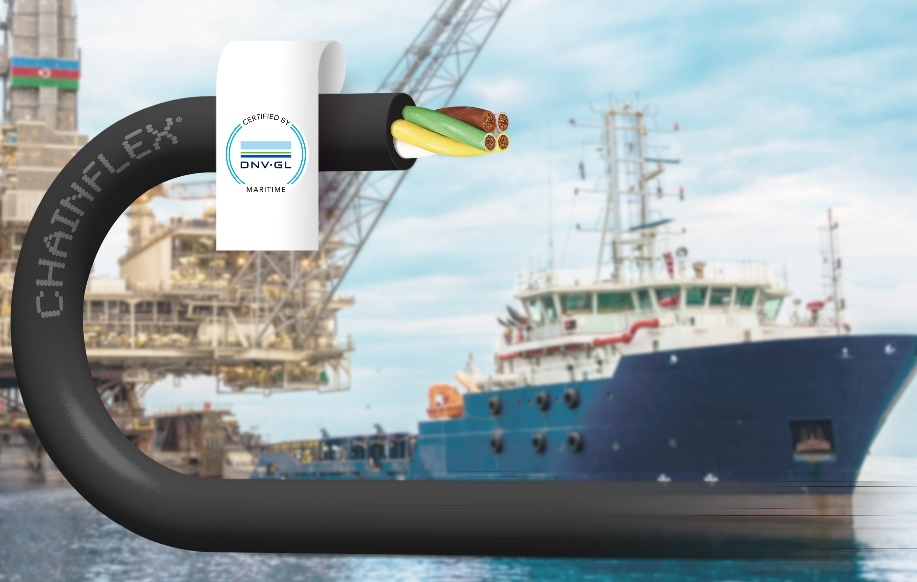 CHAINFLEX®
CERTIFIED BY
DNV·GL
MARITIME